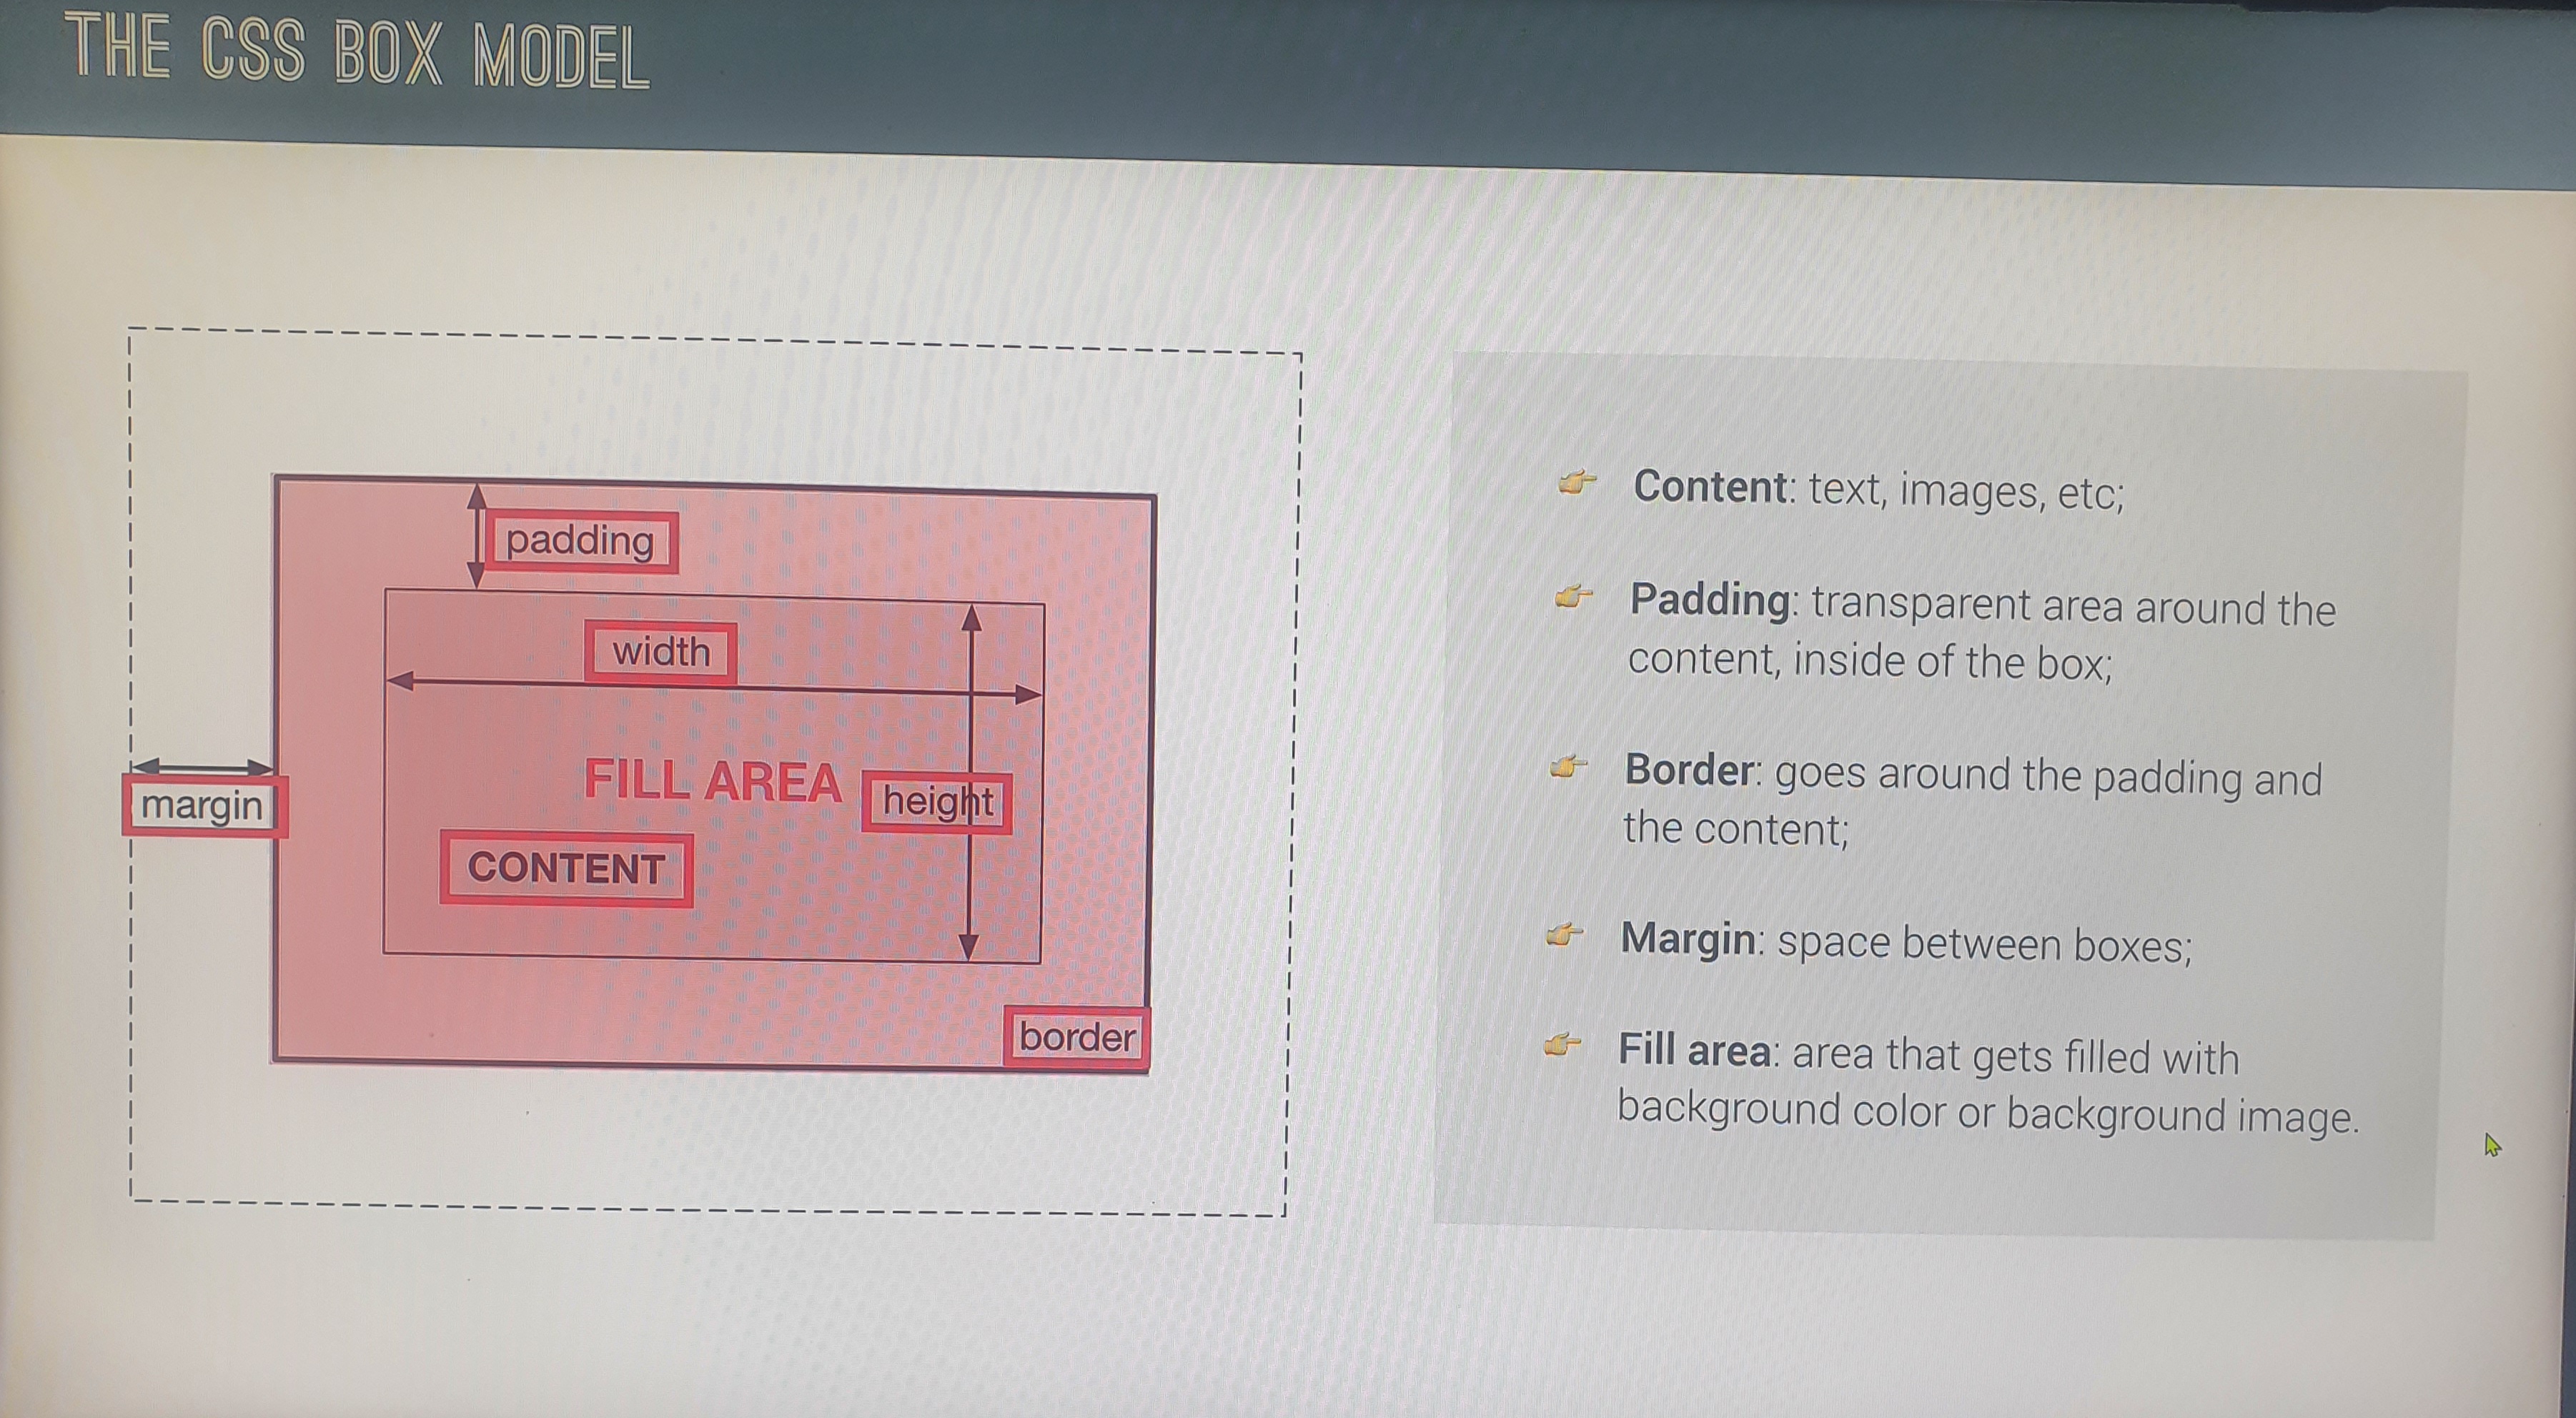 THE CSS BOX MODEL
padding
width
FILL AREA
height
margin
CONTENT
border
Content: text, images, etc;
Padding: transparent area around the
content, inside of the box;
Border: goes around the padding and
the content;
Margin: space between boxes;
Fill area: area that gets filled with
background color or background image.